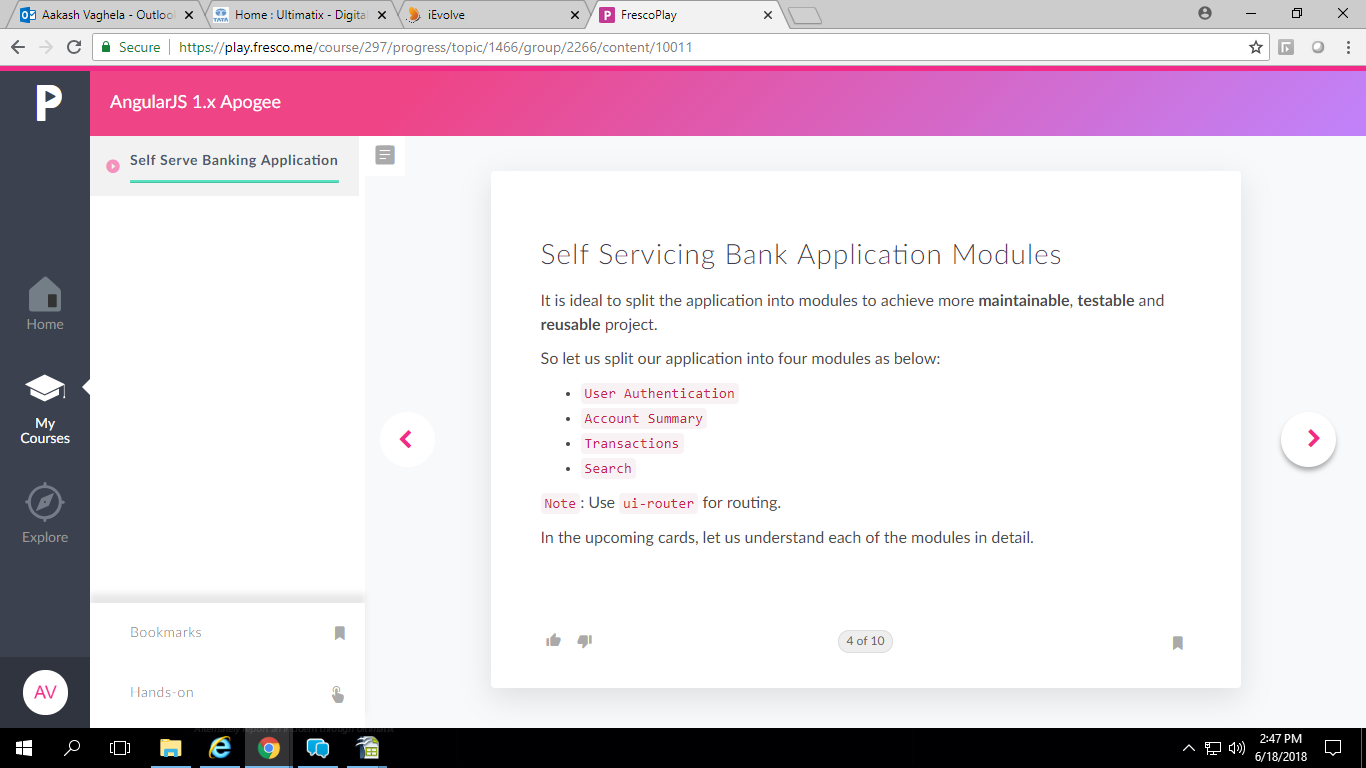 Aakash Vaghela - Outloo
Home : Ultimatix - Digital
iEvolve
FrescoPlay
Secure
https://play.fresco.me/course/297/progress/topic/1466/group/2266/content/10011
AngularJS 1.x Apogee
Self Serve Banking Application
Home
My
Courses
Explore
Self Servicing Bank Application Modules
It is ideal to split the application into modules to achieve more maintainable, testable and
reusable project.
So let us split our application into four modules as below:
• User Authentication
• Account Summary
• Transactions
• Search
Note: Use ui-router for routing.
In the upcoming cards, let us understand each of the modules in detail.
4 of 10
Bookmarks
Hands-on
AV
2:47 PM
6/18/2018